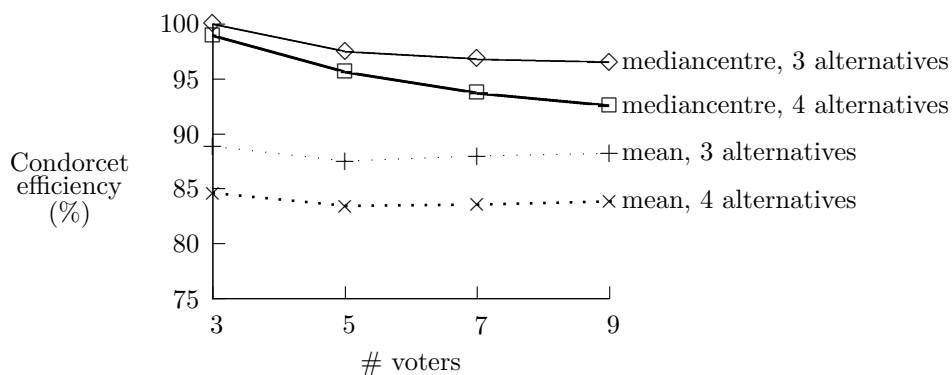 100
95
90
85
80
75
Condorcet
efficiency
(%)
mediancentre, 3 alternatives
mediancentre, 4 alternatives
mean, 3 alternatives
mean, 4 alternatives
3 5 7 9
# voters